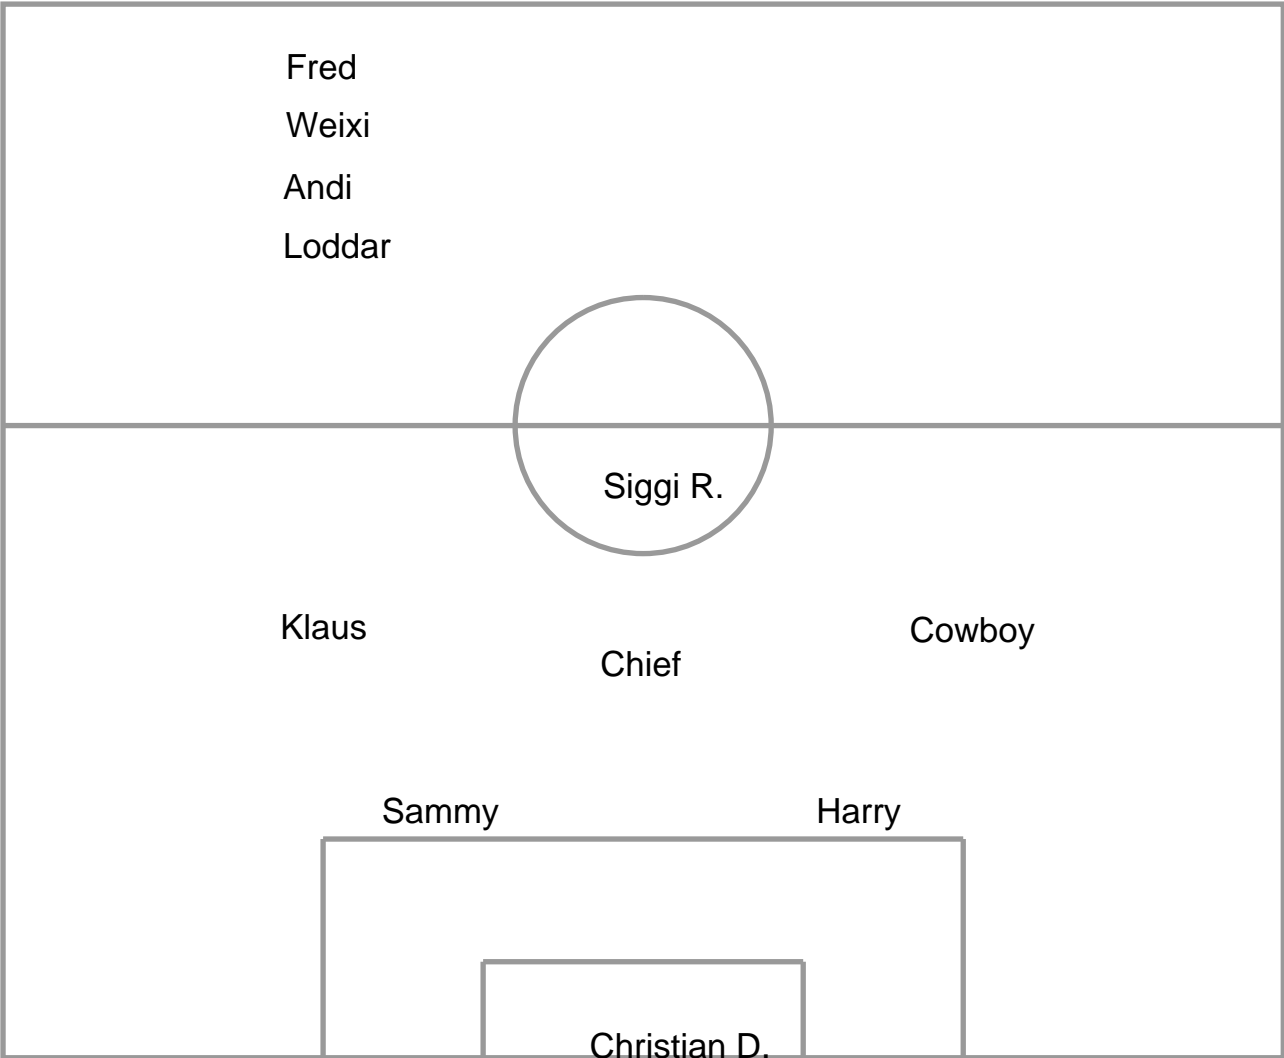 Fred
Weixi
Andi
Loddar
Siggi R.
Klaus
Cowboy
Chief
Sammy
Harry
Christian D.